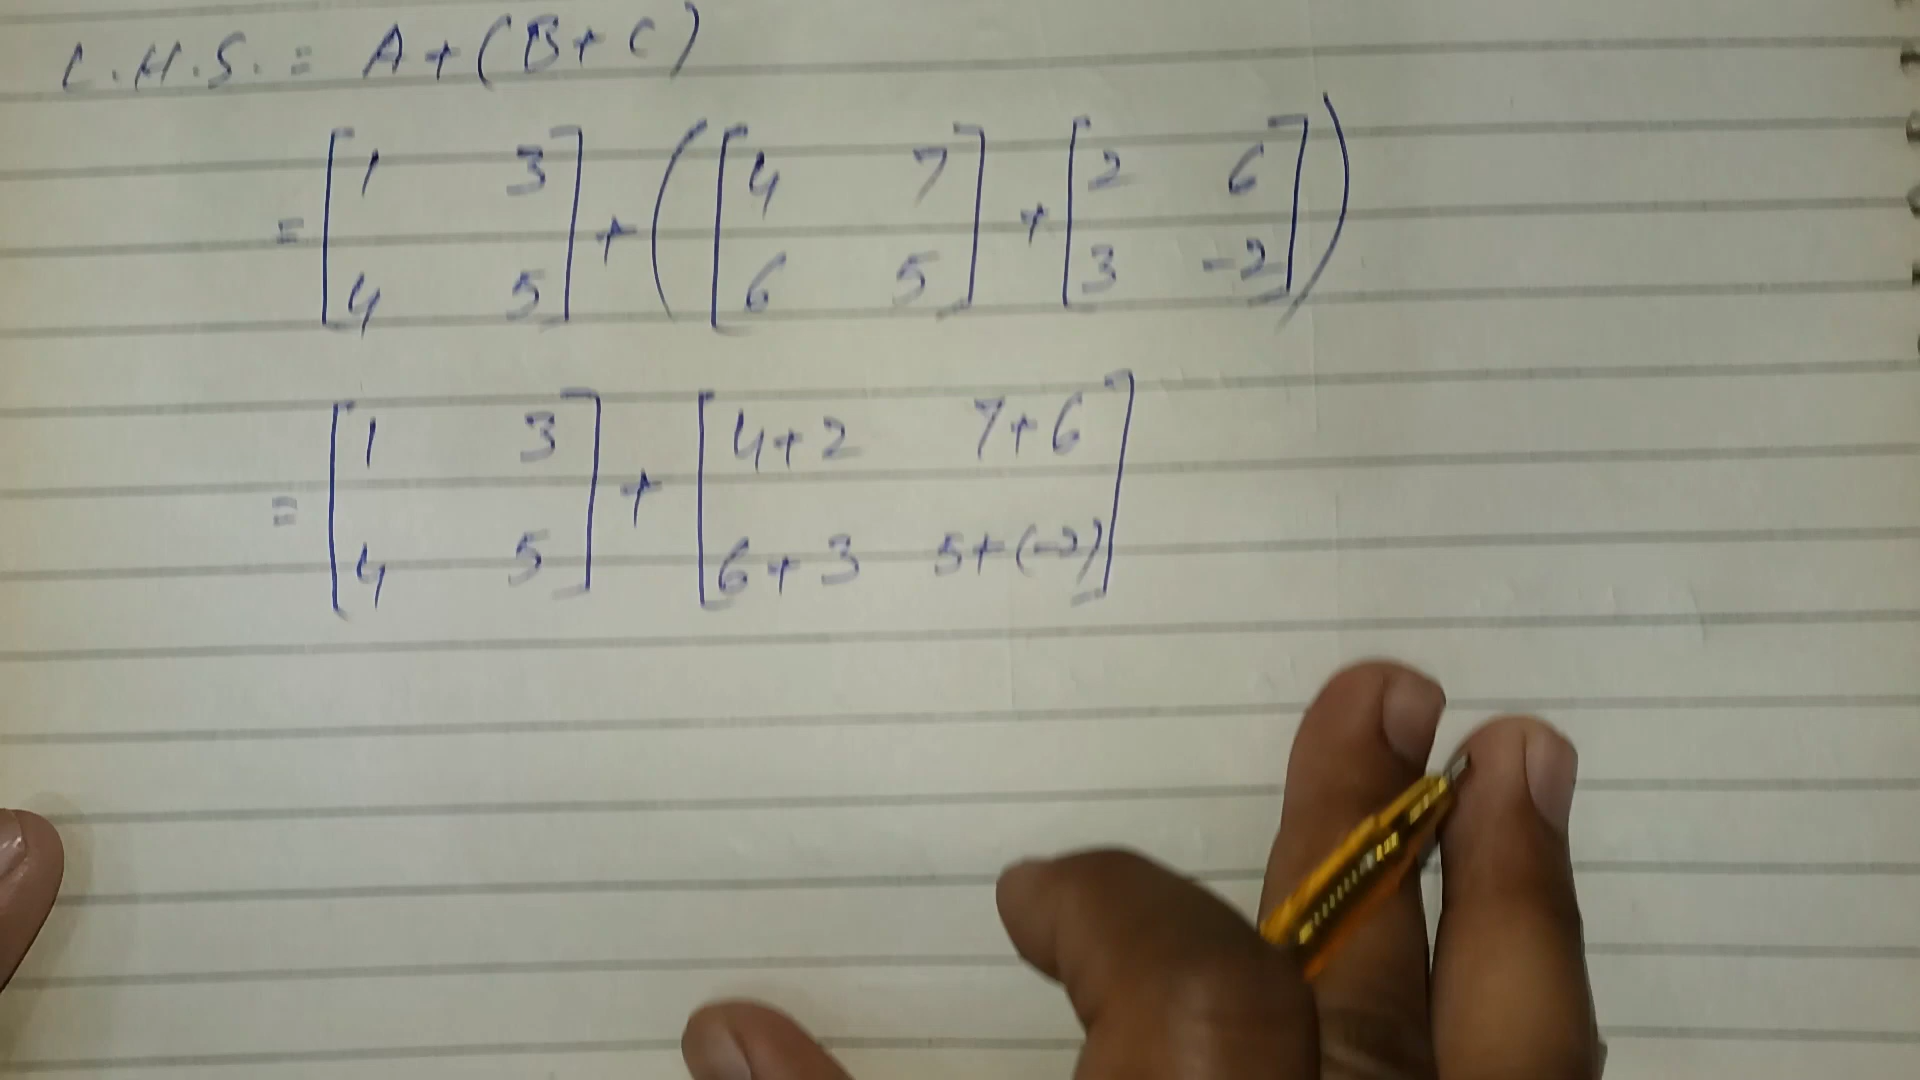 L.H.S. = A+(B+C)
= [1 3
4 5] + ([4 7
6 5] + [2 6
3 -2])
= [1 3
4 5] + [4+2 7+6
6+3 5+(-2)]